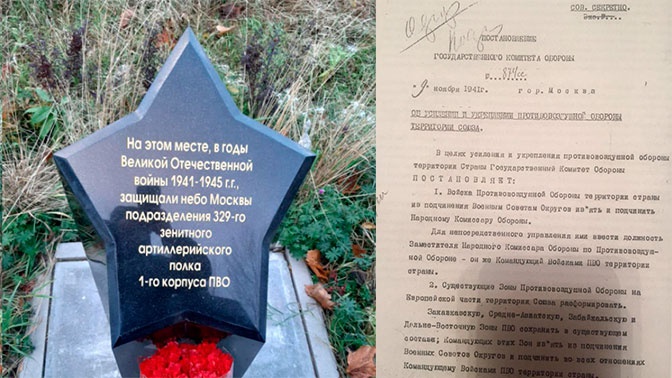 На этом месте, в годы
Великой Отечественной
войны 1941-1945 г.г.,
защищали небо Москвы
подразделения 329-го
зенитного
артиллерийского
полка
1-го корпуса ПВО
СОВ. СЕКРЕТНО.
ПОСТАНОВЛЕНИЕ
ГОСУДАРСТВЕННОГО КОМИТЕТА ОБОРОНЫ
9 ноября 1941г. гор. Москва
ОБ УСИЛЕНИИ И УКРЕПЛЕНИИ ПРОТИВОВОЗДУШНОЙ ОБОРОНЫ
ТЕРРИТОРИИ СОЮЗА.
В целях усиления и укрепления противовоздушной обороны
территории Страны Государственный Комитет Обороны
ПОСТАНОВЛЯЕТ:
1. Войска Противовоздушной Обороны территории страны
из подчинения Военным Советам Округов из'ять и подчинить
Народному Комиссару Обороны.
Для непосредственного управления ими ввести должность
Заместителя Народного Комиссара Обороны по Противовоздуш-
ной Обороне - он же Командующий Войсками ПВО территории
страны.
2. Существующие Зоны Противовоздушной Обороны на
Европейской части территории Союза расформировать.
Закавказскую, Средне-Азиатскую, Забайкальскую и
Дальне-Восточную Зоны ПВО сохранить в существующем
составе; Командующих этих Зон из'ять из подчинения
Военных Советов Округов и подчинить во всех отношениях
Командующему Войсками ПВО территории страны.